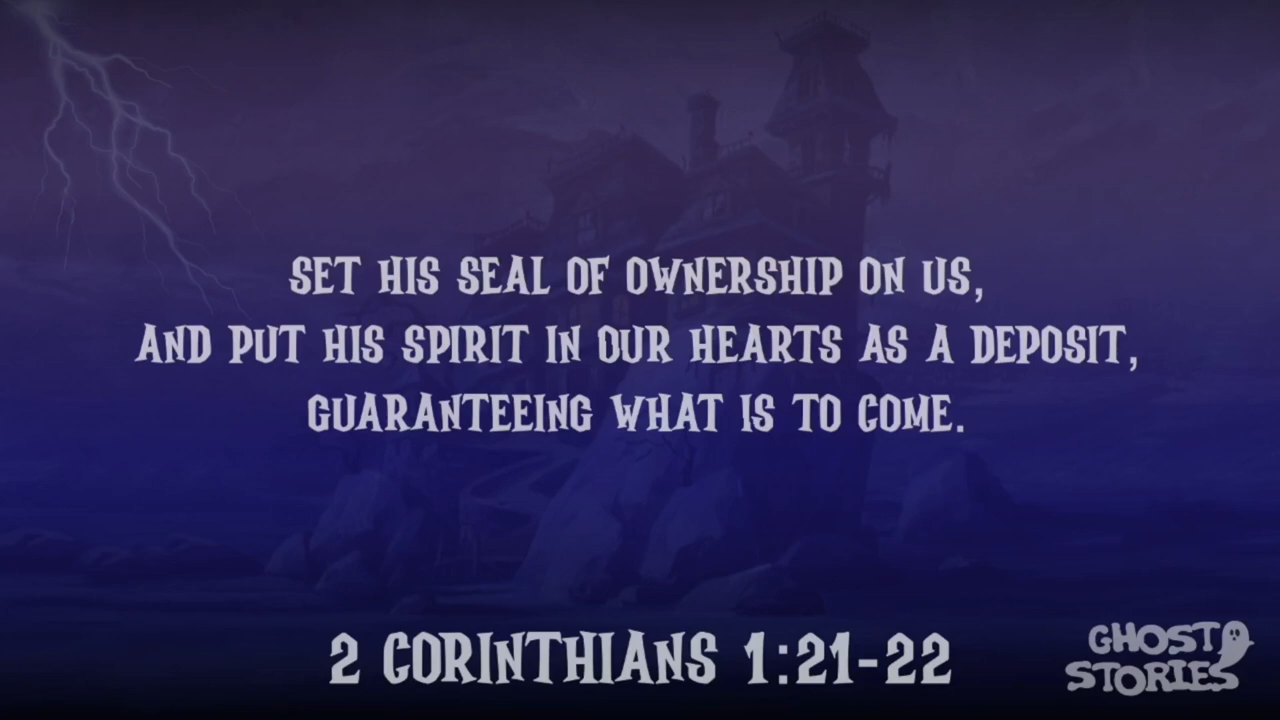 SET HIS SEAL OF OWNERSHIP ON US,
AND PUT HIS SPIRIT IN OUR HEARTS AS A DEPOSIT,
GUARANTEEING WHAT IS TO COME.
2 CORINTHIANS 1:21-22
GHOST
STORIES